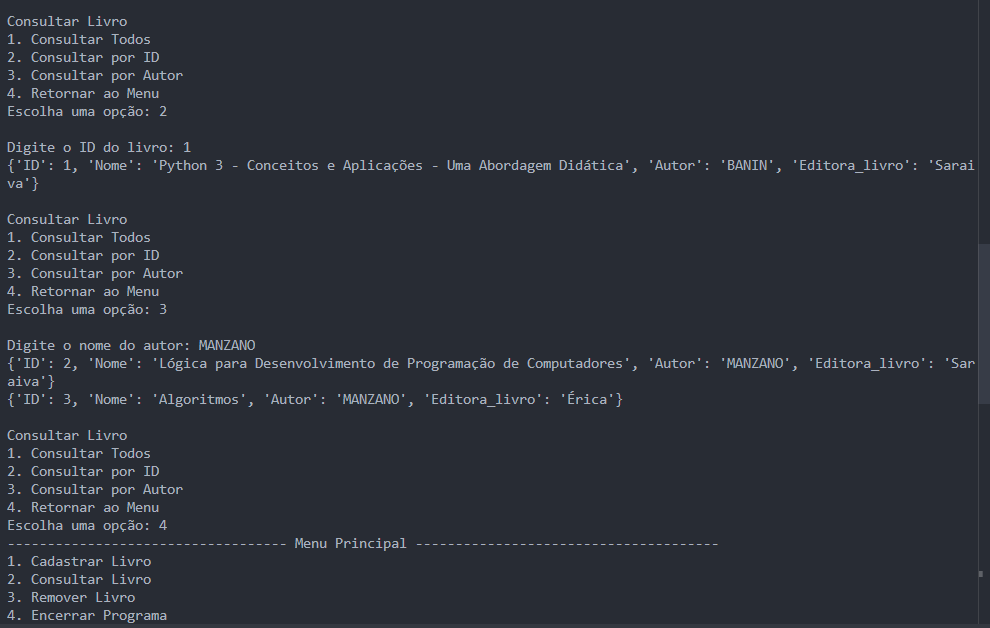 Consultar Livro
1. Consultar Todos
2. Consultar por ID
3. Consultar por Autor
4. Retornar ao Menu
Escolha uma opção: 2
Digite o ID do livro: 1
{'ID': 1, 'Nome': 'Python 3 - Conceitos e Aplicações - Uma Abordagem Didática', 'Autor': 'BANIN', 'Editora_livro': 'Sarai
va'}
Consultar Livro
1. Consultar Todos
2. Consultar por ID
3. Consultar por Autor
4. Retornar ao Menu
Escolha uma opção: 3
Digite o nome do autor: MANZANO
{'ID': 2, 'Nome': 'Lógica para Desenvolvimento de Programação de Computadores', 'Autor': 'MANZANO', 'Editora_livro': 'Sar
aiva'}
{'ID': 3, 'Nome': 'Algoritmos', 'Autor': 'MANZANO', 'Editora_livro': 'Érica'}
Consultar Livro
1. Consultar Todos
2. Consultar por ID
3. Consultar por Autor
4. Retornar ao Menu
Escolha uma opção: 4
----------------------------------- Menu Principal --------------------------------------
1. Cadastrar Livro
2. Consultar Livro
3. Remover Livro
4. Encerrar Programa